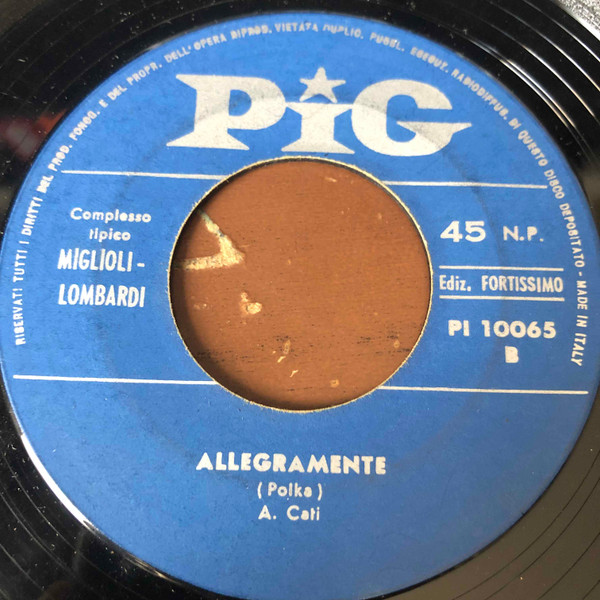 RISERVATI TUTTI I DIRITTI DEL PROD. FONOG. E DEL PROPR. DELL'OPERA RIPROD. VIETATA DUPLIC. PUBBL. ESECUZ. RADIODIFFUS. DI QUESTO DISCO DEPOSITATO - MADE IN ITALY
PiG
Complesso
tipico
MIGLIOLI -
LOMBARDI
45 N.P.
Ediz. FORTISSIMO
PI 10065
B
ALLEGRAMENTE
(Polka)
A. Cati